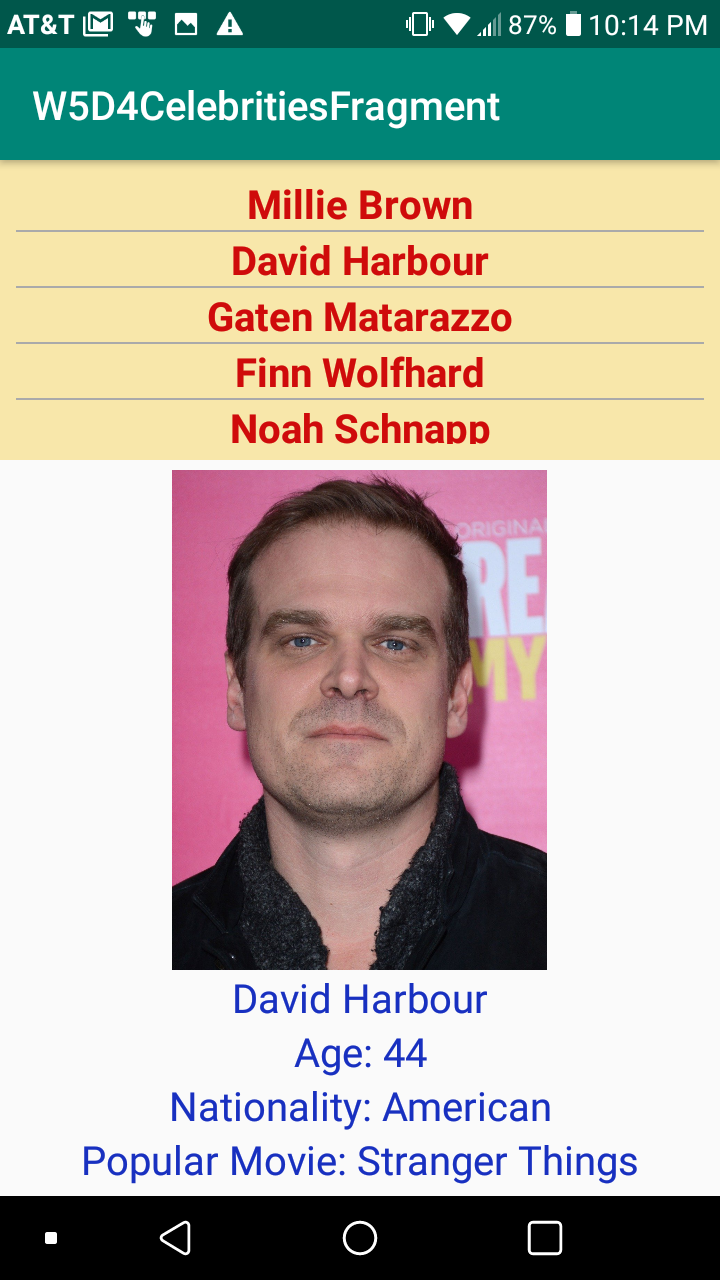 AT&T 87% 10:14 PM
W5D4CelebritiesFragment
Millie Brown
David Harbour
Gaten Matarazzo
Finn Wolfhard
Noah Schnapp
ORIGINA
RE
MY
David Harbour
Age: 44
Nationality: American
Popular Movie: Stranger Things